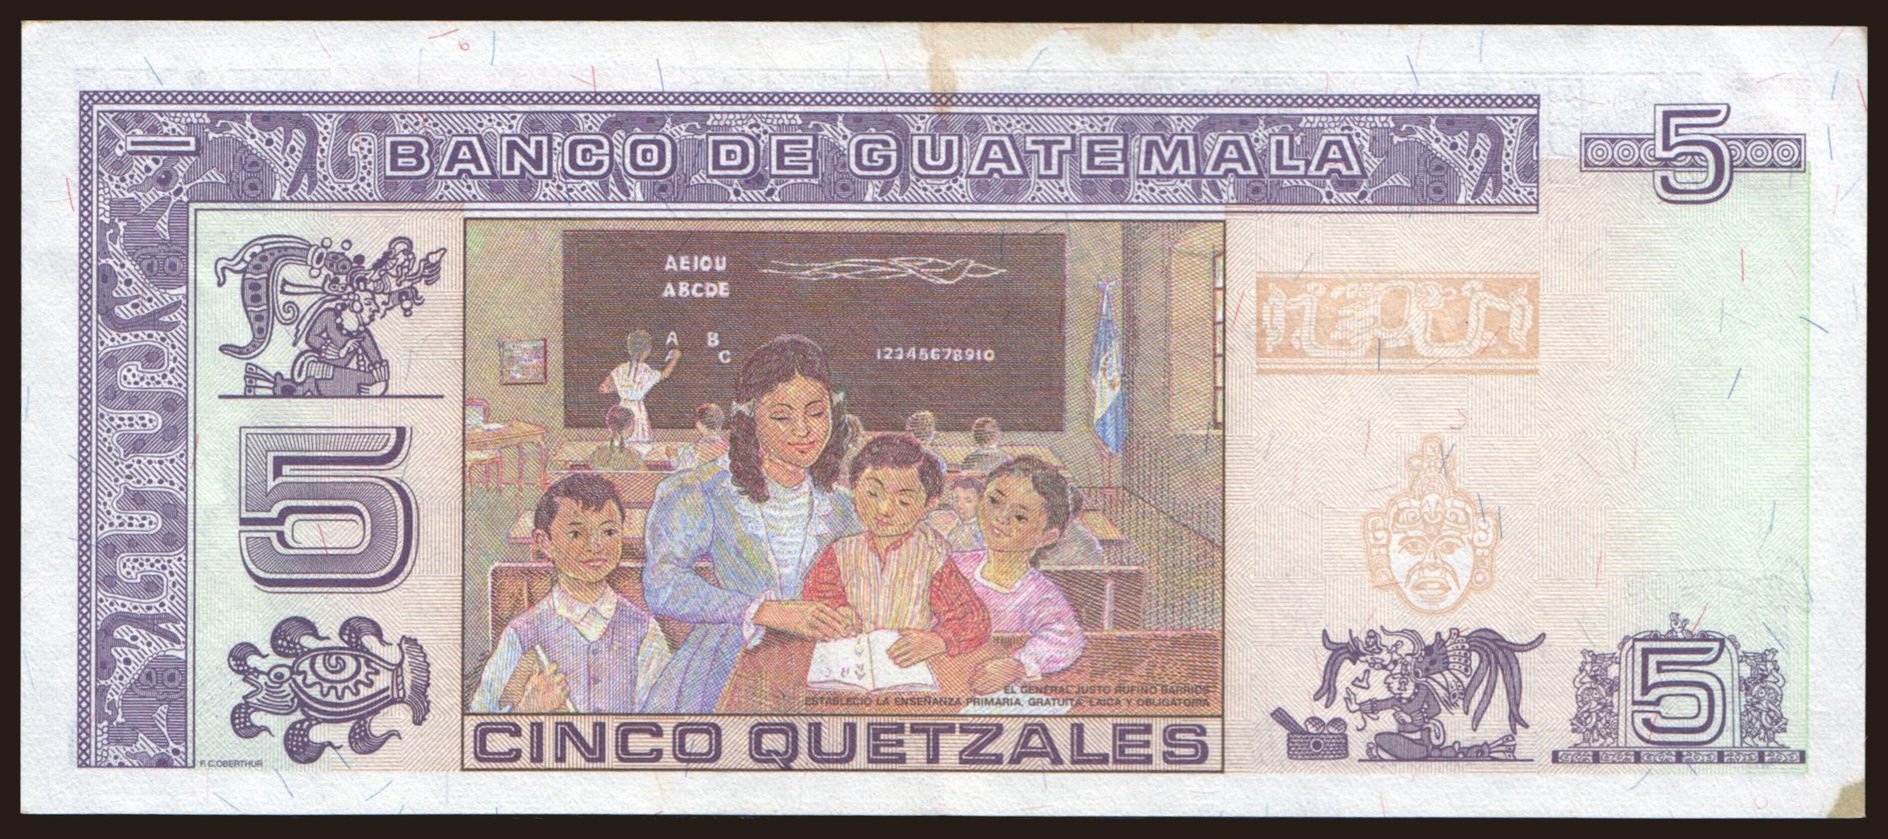 BANCO DE GUATEMALA
5
AEIOU
ABCDE
A B
A C
12345678910
5
EL GENERAL JUSTO RUFINO BARRIOS
ESTABLECIO LA ENSEÑANZA PRIMARIA, GRATUITA, LAICA Y OBLIGATORIA
5
CINCO QUETZALES
F.C.OBERTHUR